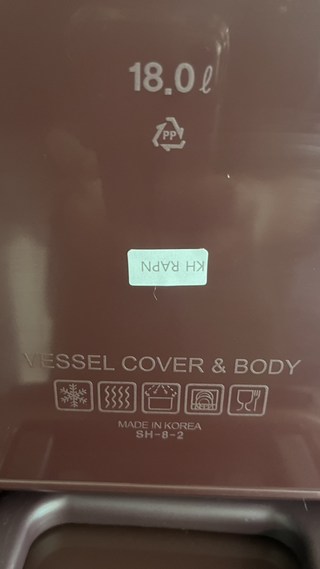 18.0ℓ
PP
KH RAPN
VESSEL COVER & BODY
MADE IN KOREA
SH-8-2